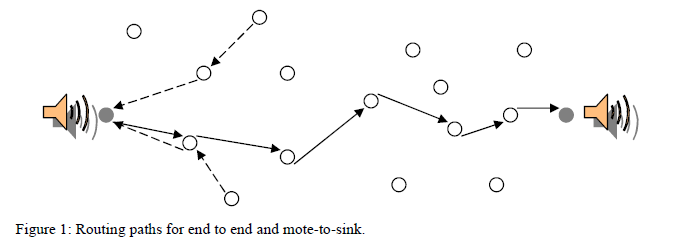 Figure 1: Routing paths for end to end and mote-to-sink.